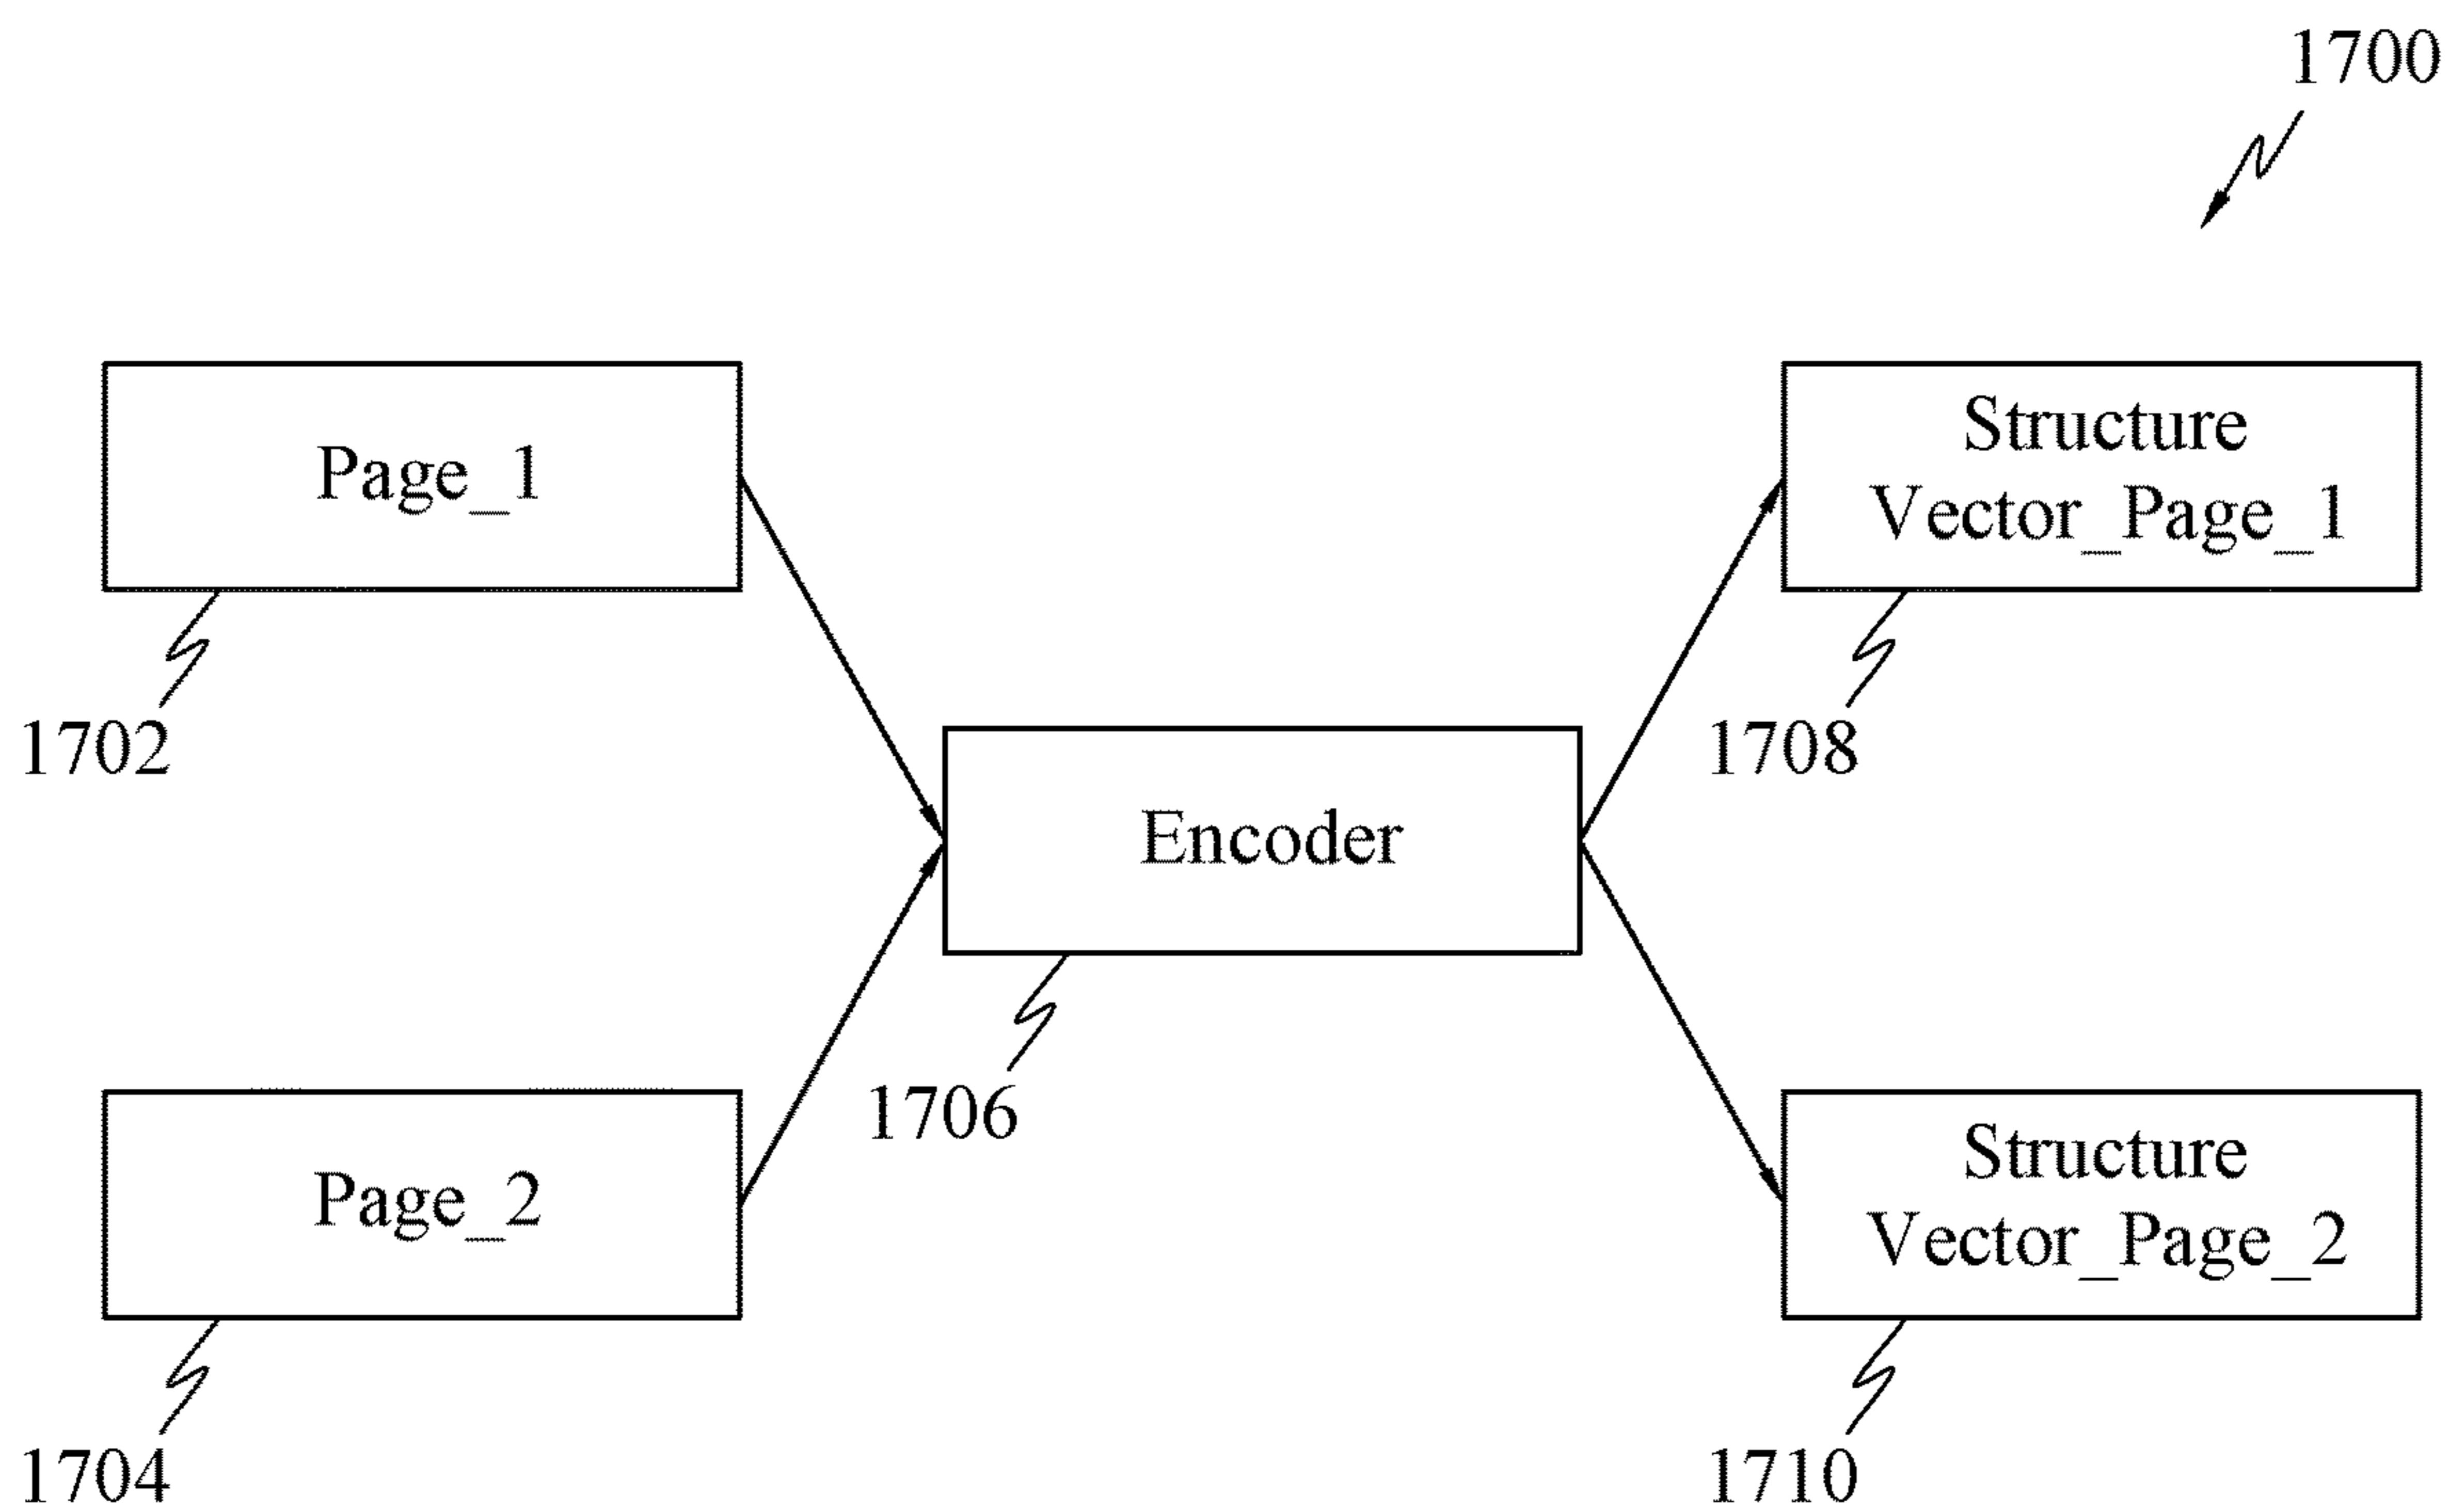 1700
Page_1
Structure
Vector_Page_1
1702
1708
Encoder
1706
Page_2
Structure
Vector_Page_2
1704
1710